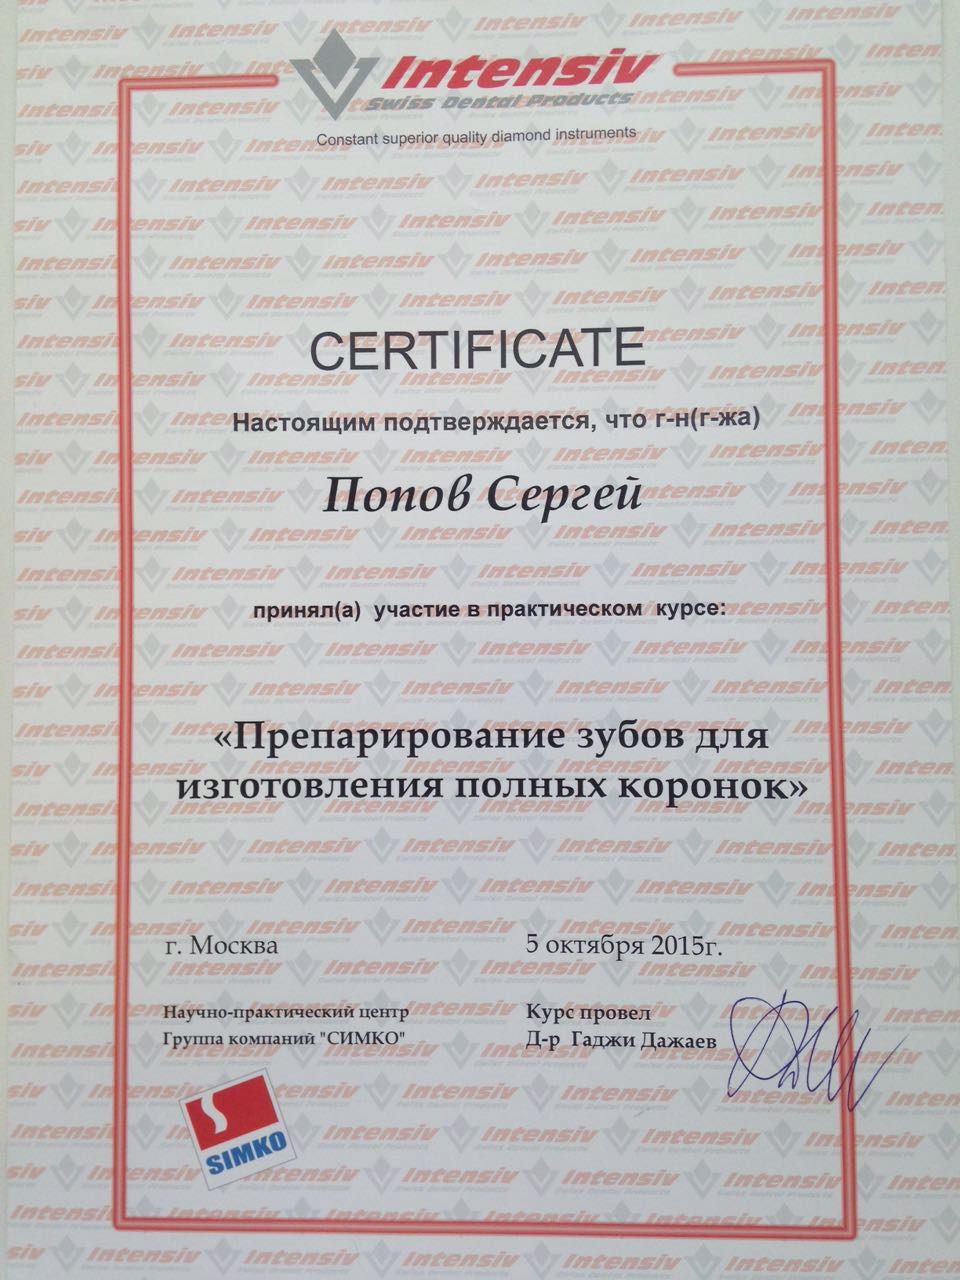 Intensiv
Swiss Dental Products
Constant superior quality diamond instruments
CERTIFICATE
Настоящим подтверждается, что г-н(г-жа)
Попов Сергей
принял(а) участие в практическом курсе:
«Препарирование зубов для
изготовления полных коронок»
г. Москва
5 октября 2015г.
Научно-практический центр
Группа компаний "СИМКО"
Курс провел
Д-р Гаджи Дажаев
SIMKO